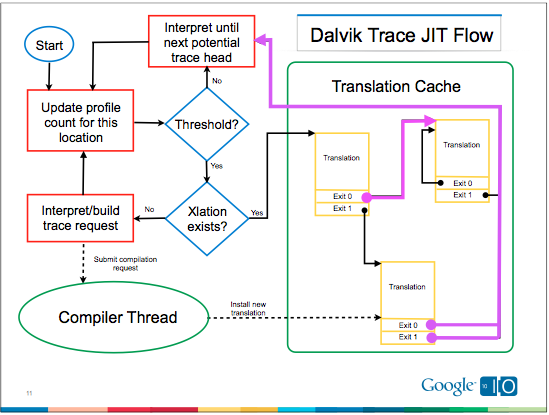 Dalvik Trace JIT Flow
Start
Interpret until
next potential
trace head
Translation Cache
No
Update profile
count for this
location
Threshold?
Translation
Translation
Yes
Exit 0
Exit 1
Exit 0
Exit 1
Interpret/build
trace request
No
Xlation
exists?
Yes
Submit compilation
request
Translation
Compiler Thread
Install new
translation
Exit 0
Exit 1
11
Google 10 IO